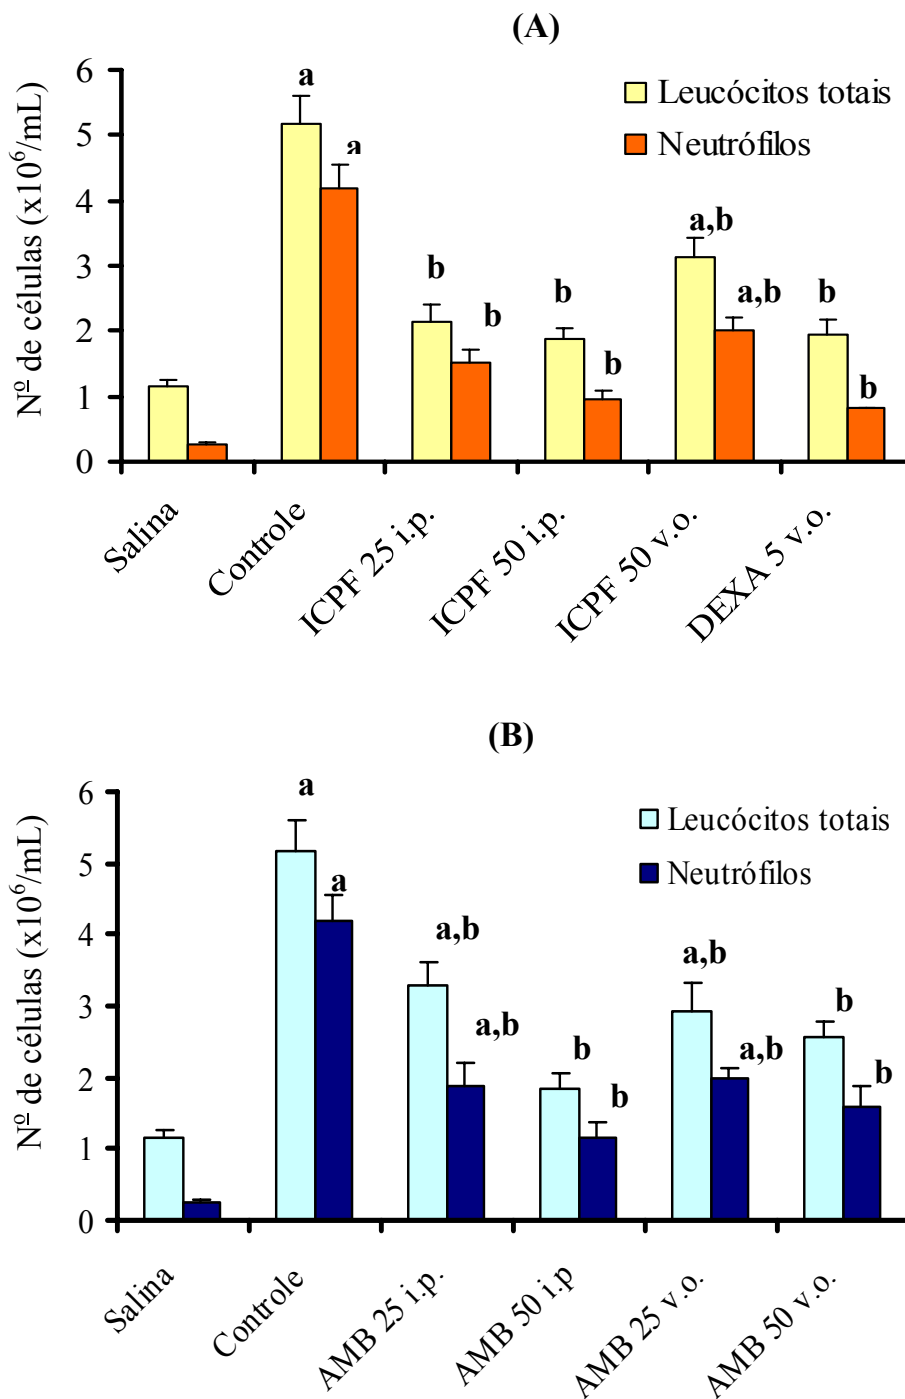 (A)
Nº de células (x10⁶/mL)
6
5
4
3
2
1
0
Leucócitos totais
Neutrófilos
a
a
b
b
b
b
a,b
a,b
b
b
Salina
Controle
ICPF 25 i.p.
ICPF 50 i.p.
ICPF 50 v.o.
DEXA 5 v.o.
(B)
Nº de células (x10⁶/mL)
6
5
4
3
2
1
0
Leucócitos totais
Neutrófilos
a
a
a,b
a,b
b
b
a,b
a,b
b
b
Salina
Controle
AMB 25 i.p.
AMB 50 i.p
AMB 25 v.o.
AMB 50 v.o.